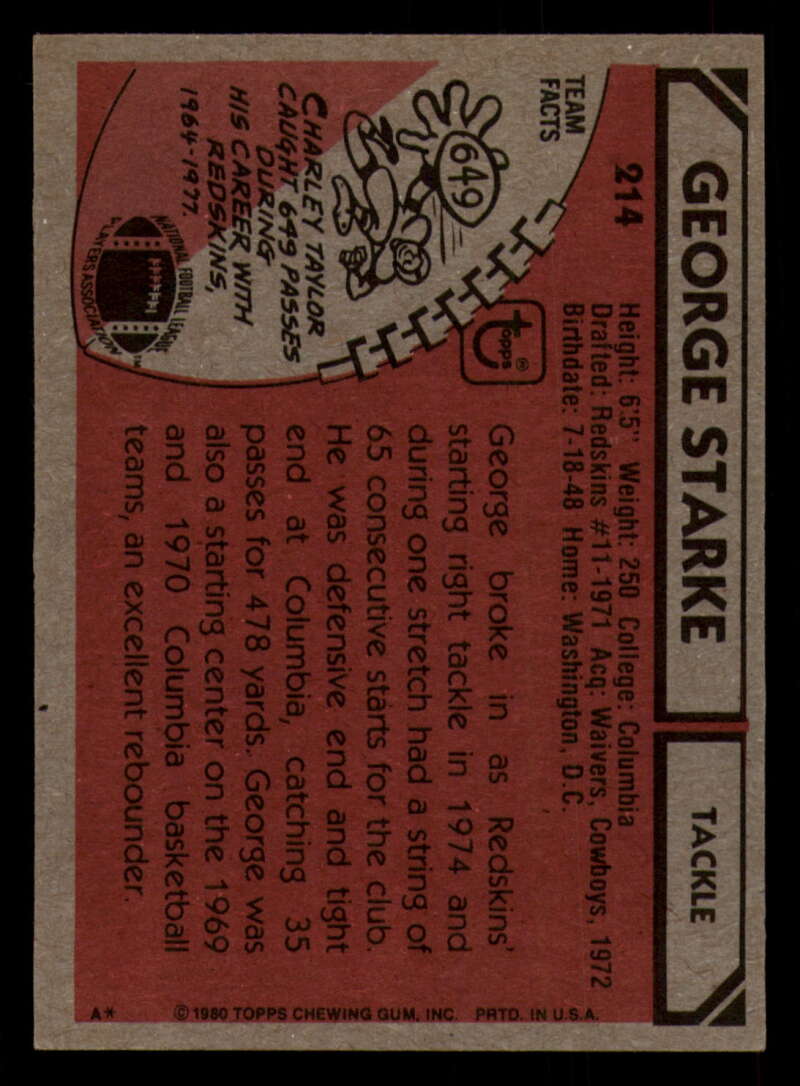 GEORGE STARKE
TACKLE
214
Height: 6'5" Weight: 250 College: Columbia
Drafted: Redskins #11-1971 Acq: Waivers, Cowboys, 1972
Birthdate: 7-18-48 Home: Washington, D.C.
TEAM
FACTS
649
CHARLEY TAYLOR
CAUGHT 649 PASSES
DURING
HIS CAREER WITH
REDSKINS,
1964-1977.
NATIONAL FOOTBALL LEAGUE
PLAYERS ASSOCIATION
TM
topps®
George broke in as Redskins'
starting right tackle in 1974 and
during one stretch had a string of
65 consecutive starts for the club.
He was defensive end and tight
end at Columbia, catching 35
passes for 478 yards. George was
also a starting center on the 1969
and 1970 Columbia basketball
teams, an excellent rebounder.
A* © 1980 TOPPS CHEWING GUM, INC. PRTD. IN U.S.A.